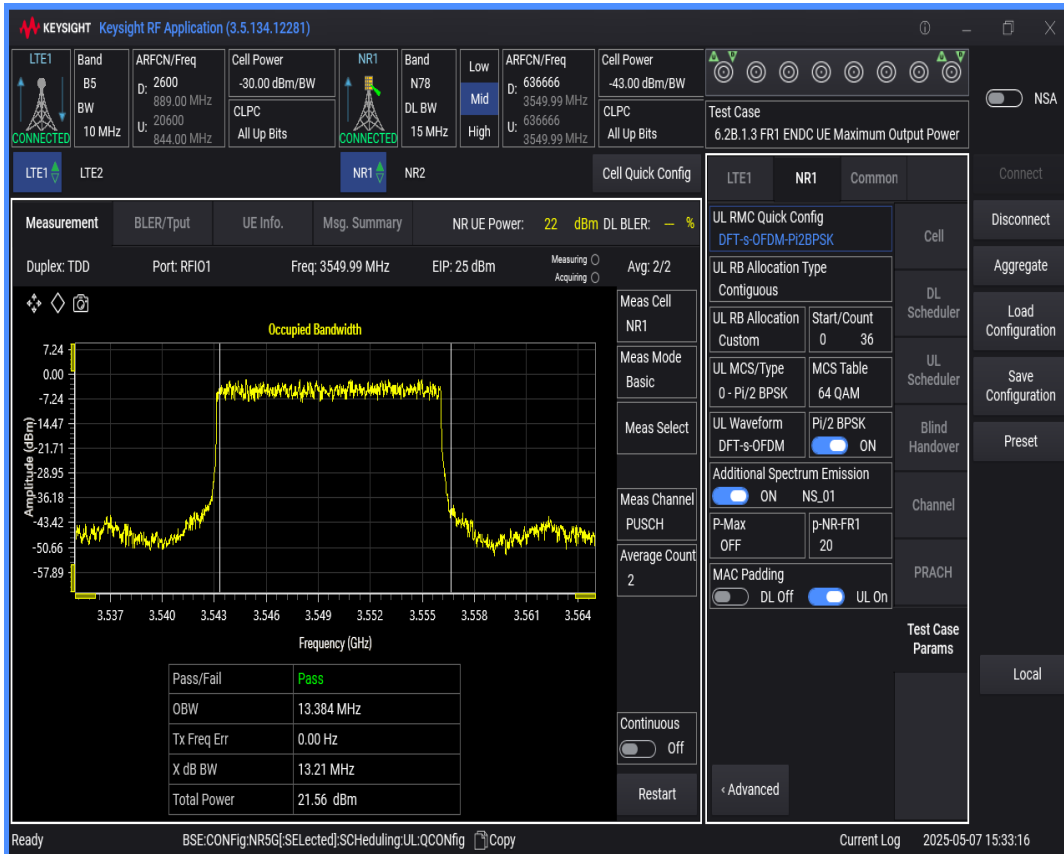 KEYSIGHT Keysight RF Application (3.5.134.12281)
LTE1
CONNECTED
Band
B5
BW
10 MHz
ARFCN/Freq
D: 2600
889.00 MHz
U: 20600
844.00 MHz
Cell Power
-30.00 dBm/BW
CLPC
All Up Bits
NR1
CONNECTED
Band
N78
DL BW
15 MHz
Low
Mid
High
ARFCN/Freq
D: 636666
3549.99 MHz
U: 636666
3549.99 MHz
Cell Power
-43.00 dBm/BW
CLPC
All Up Bits
Test Case
6.2B.1.3 FR1 ENDC UE Maximum Output Power
NSA
LTE1 LTE2
NR1 NR2
Cell Quick Config
Measurement BLER/Tput UE Info. Msg. Summary NR UE Power: 22 dBm DL BLER: — %
Duplex: TDD Port: RFIO1 Freq: 3549.99 MHz EIP: 25 dBm Measuring Acquiring Avg: 2/2
Occupied Bandwidth
7.24
0.00
-7.24
-14.47
-21.71
-28.95
-36.18
-43.42
-50.66
-57.89
Amplitude (dBm)
3.537 3.540 3.543 3.546 3.549 3.552 3.555 3.558 3.561 3.564
Frequency (GHz)
Pass/Fail Pass
OBW 13.384 MHz
Tx Freq Err 0.00 Hz
X dB BW 13.21 MHz
Total Power 21.56 dBm
Meas Cell
NR1
Meas Mode
Basic
Meas Select
Meas Channel
PUSCH
Average Count
2
Continuous
Off
Restart
LTE1 NR1 Common
UL RMC Quick Config
DFT-s-OFDM-Pi2BPSK
UL RB Allocation Type
Contiguous
UL RB Allocation
Custom
Start/Count
0 36
UL MCS/Type
0 - Pi/2 BPSK
MCS Table
64 QAM
UL Waveform
DFT-s-OFDM
Pi/2 BPSK
ON
Additional Spectrum Emission
ON NS_01
P-Max
OFF
p-NR-FR1
20
MAC Padding
DL Off UL On
‹ Advanced
Cell
DL
Scheduler
UL
Scheduler
Blind
Handover
Channel
PRACH
Test Case
Params
Connect
Disconnect
Aggregate
Load
Configuration
Save
Configuration
Preset
Local
Ready BSE:CONFig:NR5G[:SELected]:SCHeduling:UL:QCONfig Copy Current Log 2025-05-07 15:33:16